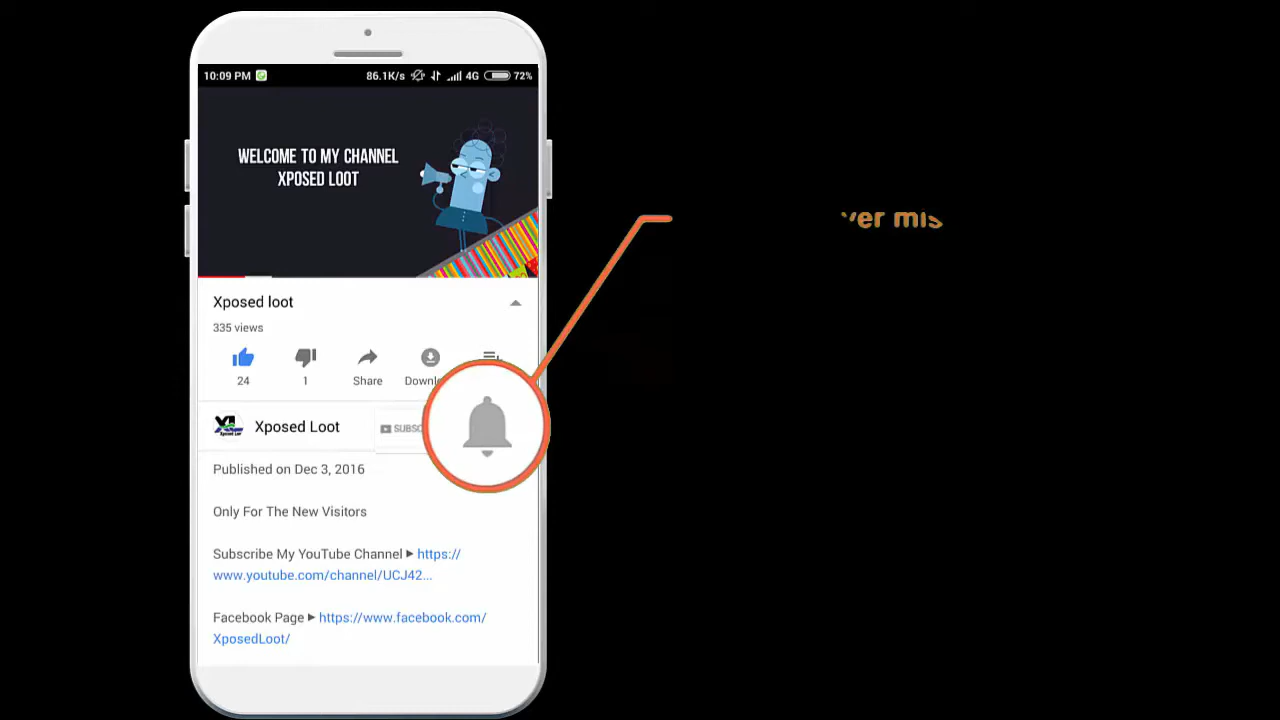 10:09 PM 86.1K/s 4G 72%
WELCOME TO MY CHANNEL
XPOSED LOOT
Xposed loot
335 views
24 1 Share
Xposed Loot
Published on Dec 3, 2016
Only For The New Visitors
Subscribe My YouTube Channel ▶ https://
www.youtube.com/channel/UCJ42...
Facebook Page ▶ https://www.facebook.com/
XposedLoot/